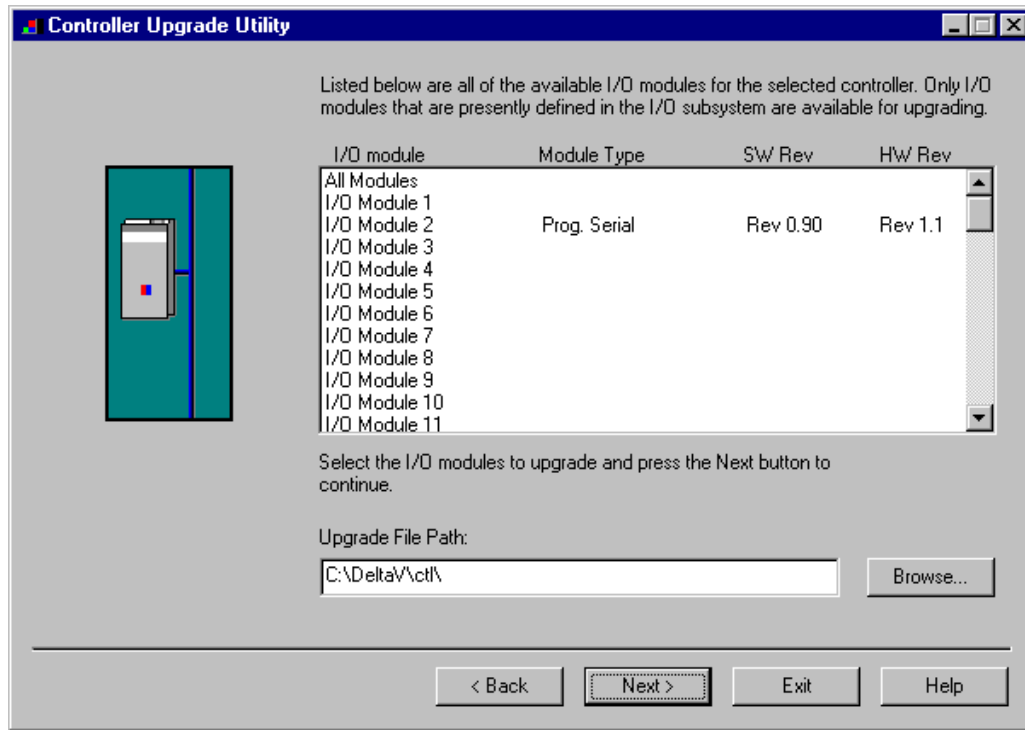 Controller Upgrade Utility
Listed below are all of the available I/O modules for the selected controller. Only I/O
modules that are presently defined in the I/O subsystem are available for upgrading.
I/O module Module Type SW Rev HW Rev
All Modules
I/O Module 1
I/O Module 2 Prog. Serial Rev 0.90 Rev 1.1
I/O Module 3
I/O Module 4
I/O Module 5
I/O Module 6
I/O Module 7
I/O Module 8
I/O Module 9
I/O Module 10
I/O Module 11
Select the I/O modules to upgrade and press the Next button to
continue.
Upgrade File Path:
C:\DeltaV\ctl\
Browse...
< Back Next > Exit Help